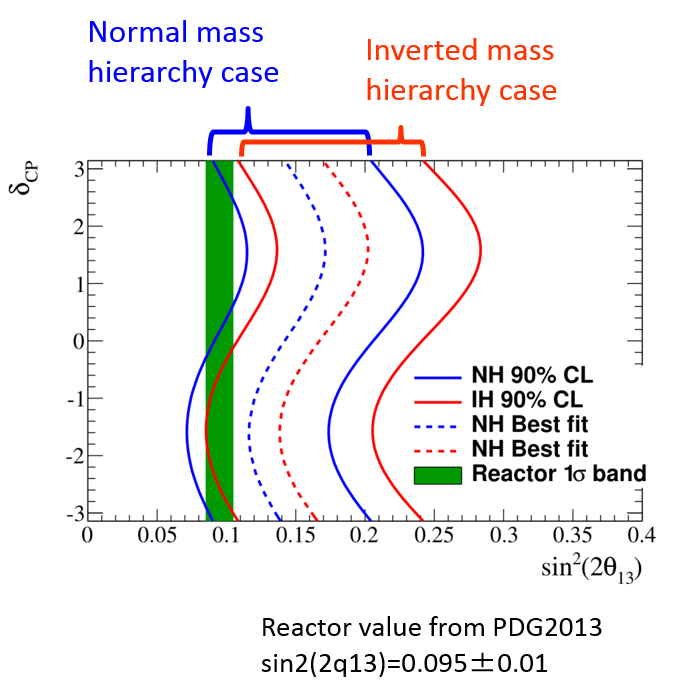 Normal mass
hierarchy case
Inverted mass
hierarchy case
δCP
3
2
1
0
-1
-2
-3
0 0.05 0.1 0.15 0.2 0.25 0.3 0.35 0.4
sin²(2θ₁₃)
NH 90% CL
IH 90% CL
NH Best fit
NH Best fit
Reactor 1σ band
Reactor value from PDG2013
sin2(2q13)=0.095±0.01